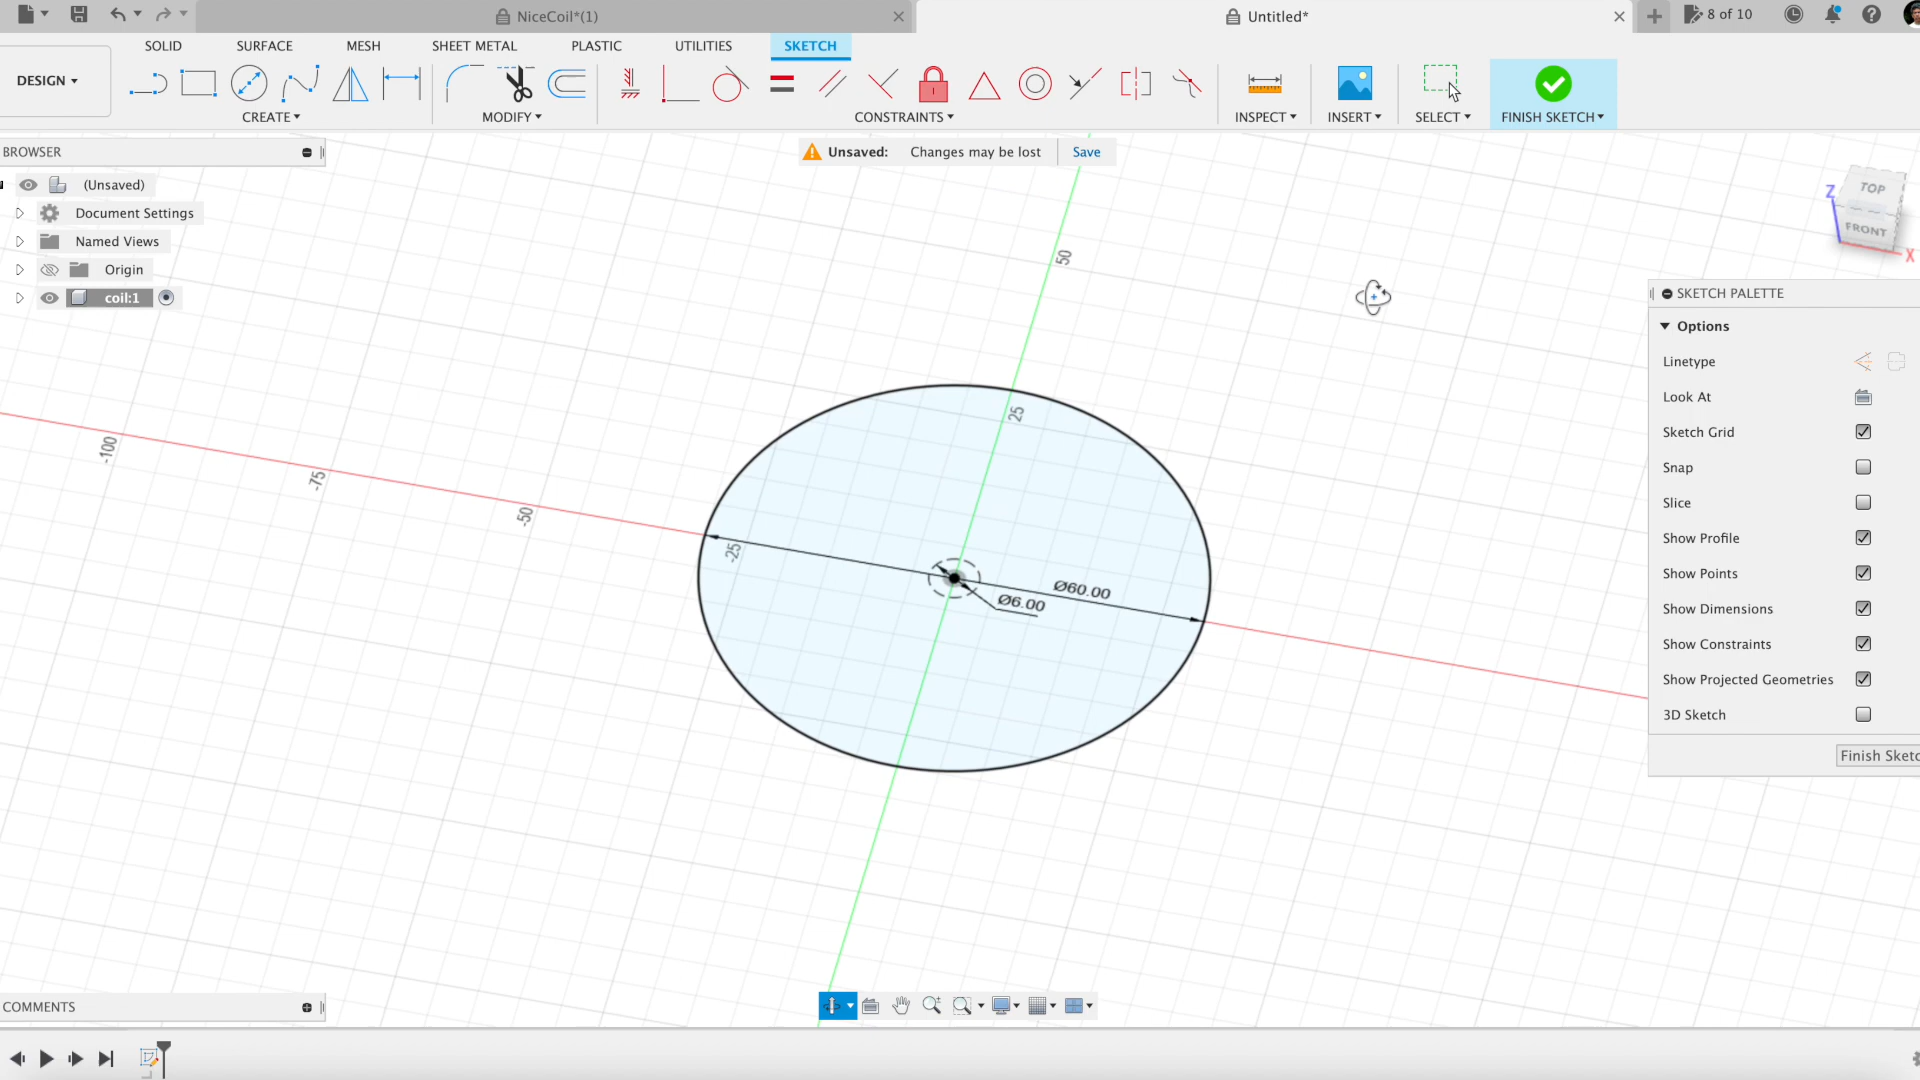 NiceCoil*(1)
Untitled*
8 of 10
DESIGN
SOLID
SURFACE
MESH
SHEET METAL
PLASTIC
UTILITIES
SKETCH
CREATE
MODIFY
CONSTRAINTS
INSPECT
INSERT
SELECT
FINISH SKETCH
BROWSER
Unsaved: Changes may be lost Save
(Unsaved)
Document Settings
Named Views
Origin
coil:1
TOP
FRONT
Z
X
50
25
-100
-75
-50
-25
Ø60.00
Ø6.00
SKETCH PALETTE
Options
Linetype
Look At
Sketch Grid
Snap
Slice
Show Profile
Show Points
Show Dimensions
Show Constraints
Show Projected Geometries
3D Sketch
Finish Sketc
COMMENTS